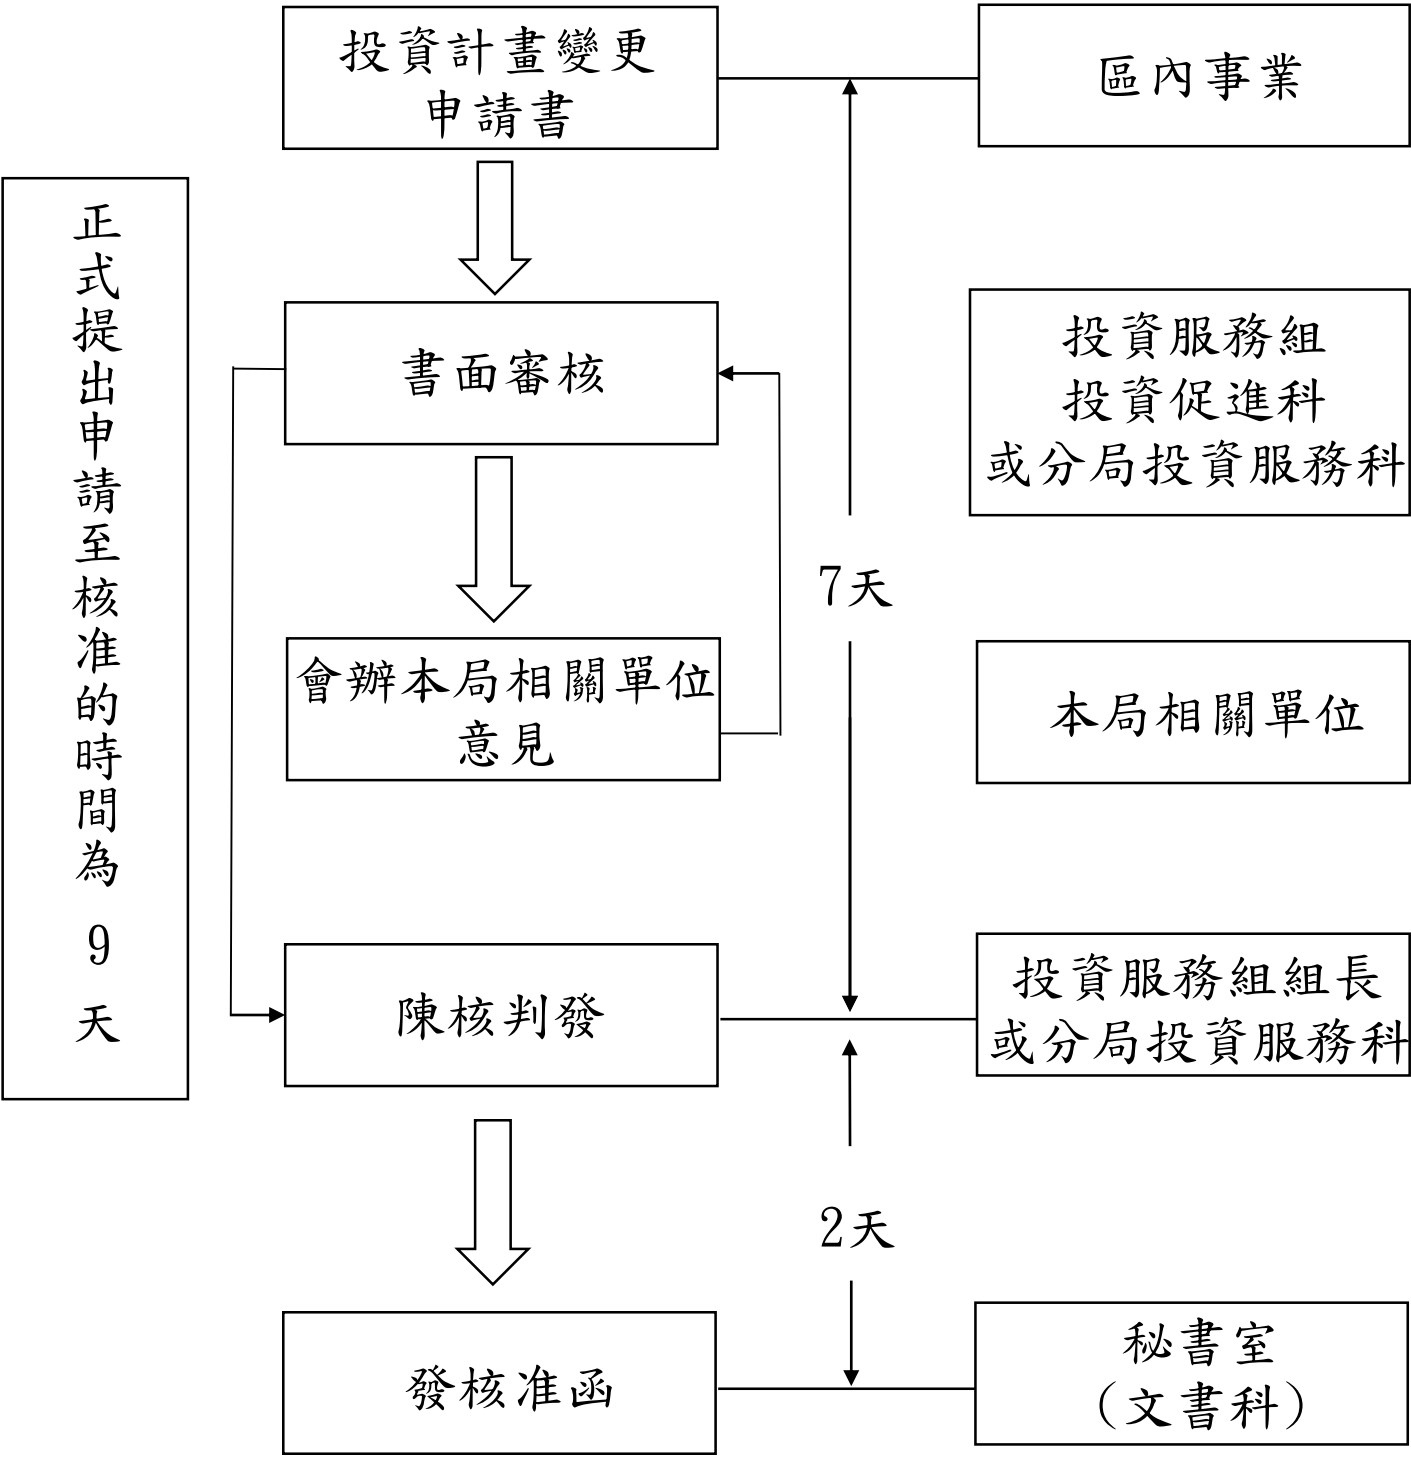 投資計畫變更
申請書
區內事業
正式提出申請至核准的時間為
9
天
書面審核
投資服務組
投資促進科
或分局投資服務科
7天
會辦本局相關單位
意見
本局相關單位
陳核判發
投資服務組組長
或分局投資服務科
2天
發核准函
秘書室
(文書科)